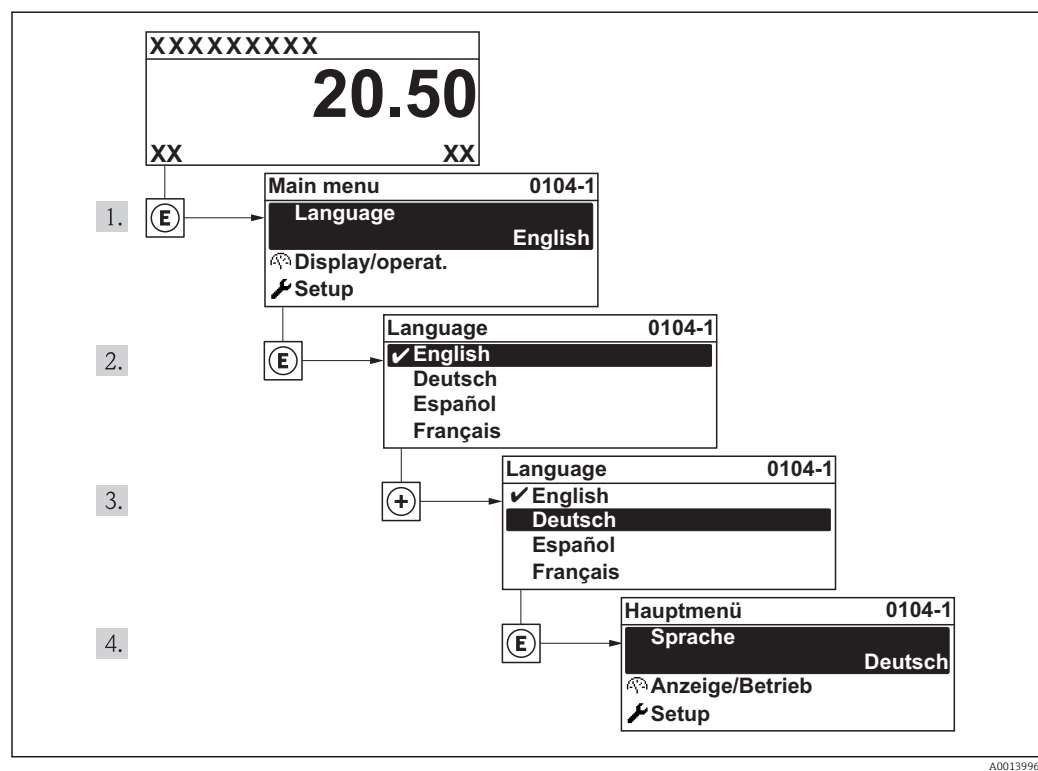 XXXXXXXXX
20.50
XX XX
Main menu 0104-1
1. E Language
English
Display/operat.
Setup
Language 0104-1
2. E ✔ English
Deutsch
Español
Français
Language 0104-1
3. + ✔ English
Deutsch
Español
Français
Hauptmenü 0104-1
4. E Sprache
Deutsch
Anzeige/Betrieb
Setup
A0013996